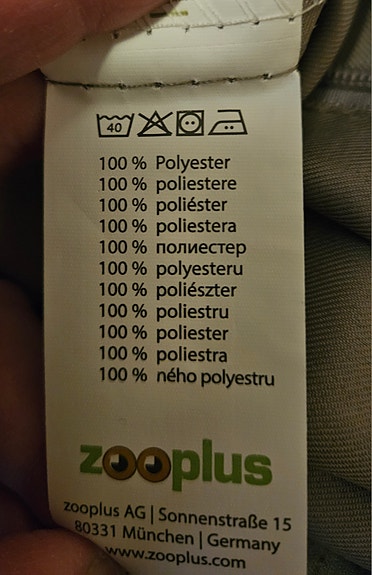 40
100 % Polyester
100 % poliestere
100 % poliéster
100 % poliestera
100 % полиестер
100 % polyesteru
100 % poliészter
100 % poliestru
100 % poliester
100 % poliestra
100 % ného polyestru
zooplus
zooplus AG | Sonnenstraße 15
80331 München | Germany
www.zooplus.com